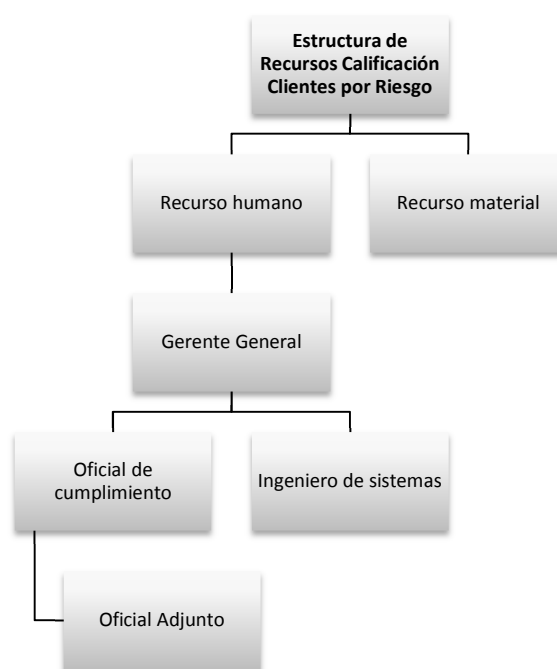 Estructura de
Recursos Calificación
Clientes por Riesgo
Recurso humano
Recurso material
Gerente General
Oficial de
cumplimiento
Ingeniero de sistemas
Oficial Adjunto